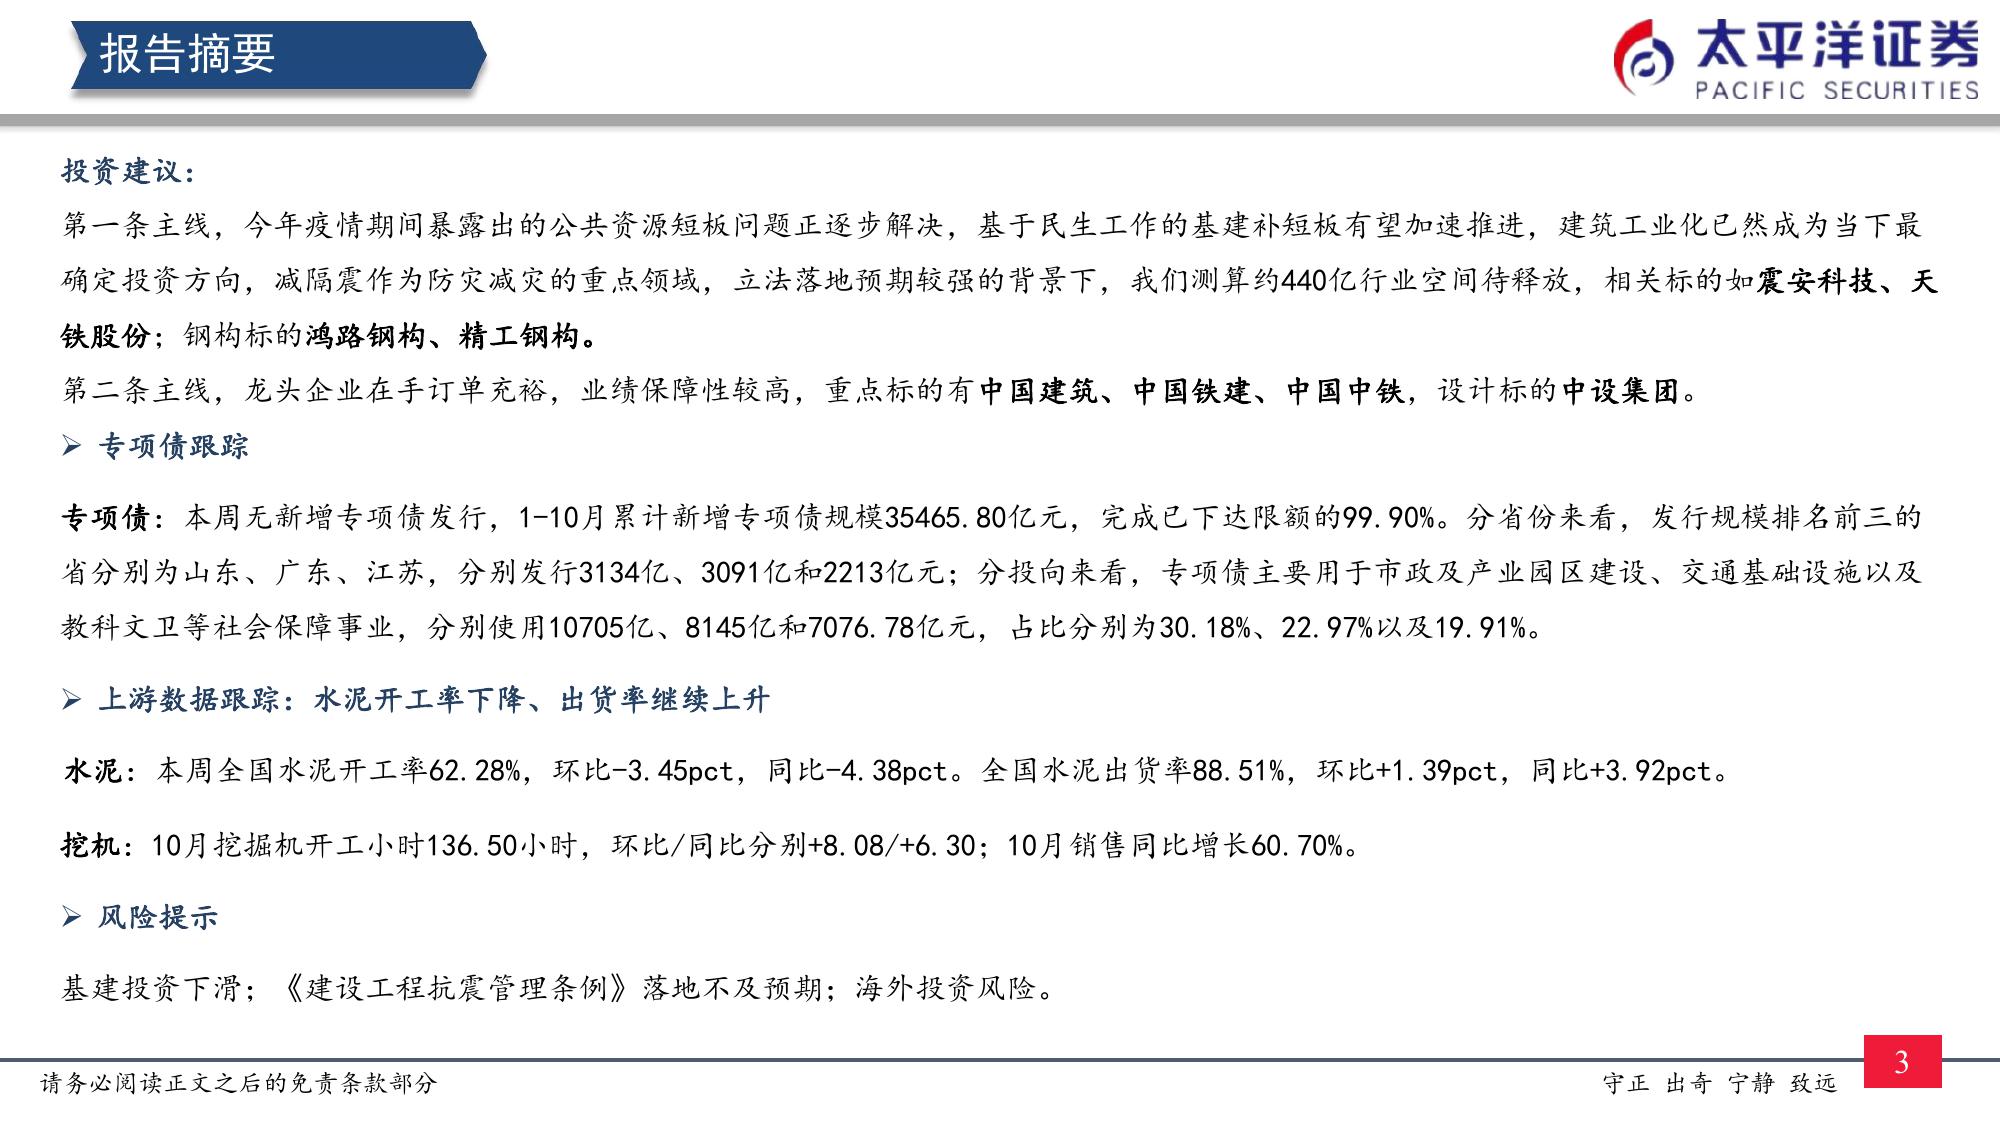 报告摘要
太平洋证券
PACIFIC SECURITIES
投资建议：
第一条主线，今年疫情期间暴露出的公共资源短板问题正逐步解决，基于民生工作的基建补短板有望加速推进，建筑工业化已然成为当下最
确定投资方向，减隔震作为防灾减灾的重点领域，立法落地预期较强的背景下，我们测算约440亿行业空间待释放，相关标的如震安科技、天
铁股份；钢构标的鸿路钢构、精工钢构。
第二条主线，龙头企业在手订单充裕，业绩保障性较高，重点标的有中国建筑、中国铁建、中国中铁，设计标的中设集团。
➢ 专项债跟踪
专项债：本周无新增专项债发行，1-10月累计新增专项债规模35465.80亿元，完成已下达限额的99.90%。分省份来看，发行规模排名前三的
省分别为山东、广东、江苏，分别发行3134亿、3091亿和2213亿元；分投向来看，专项债主要用于市政及产业园区建设、交通基础设施以及
教科文卫等社会保障事业，分别使用10705亿、8145亿和7076.78亿元，占比分别为30.18%、22.97%以及19.91%。
➢ 上游数据跟踪：水泥开工率下降、出货率继续上升
水泥：本周全国水泥开工率62.28%，环比-3.45pct，同比-4.38pct。全国水泥出货率88.51%，环比+1.39pct，同比+3.92pct。
挖机：10月挖掘机开工小时136.50小时，环比/同比分别+8.08/+6.30；10月销售同比增长60.70%。
➢ 风险提示
基建投资下滑；《建设工程抗震管理条例》落地不及预期；海外投资风险。
请务必阅读正文之后的免责条款部分
守正 出奇 宁静 致远
3